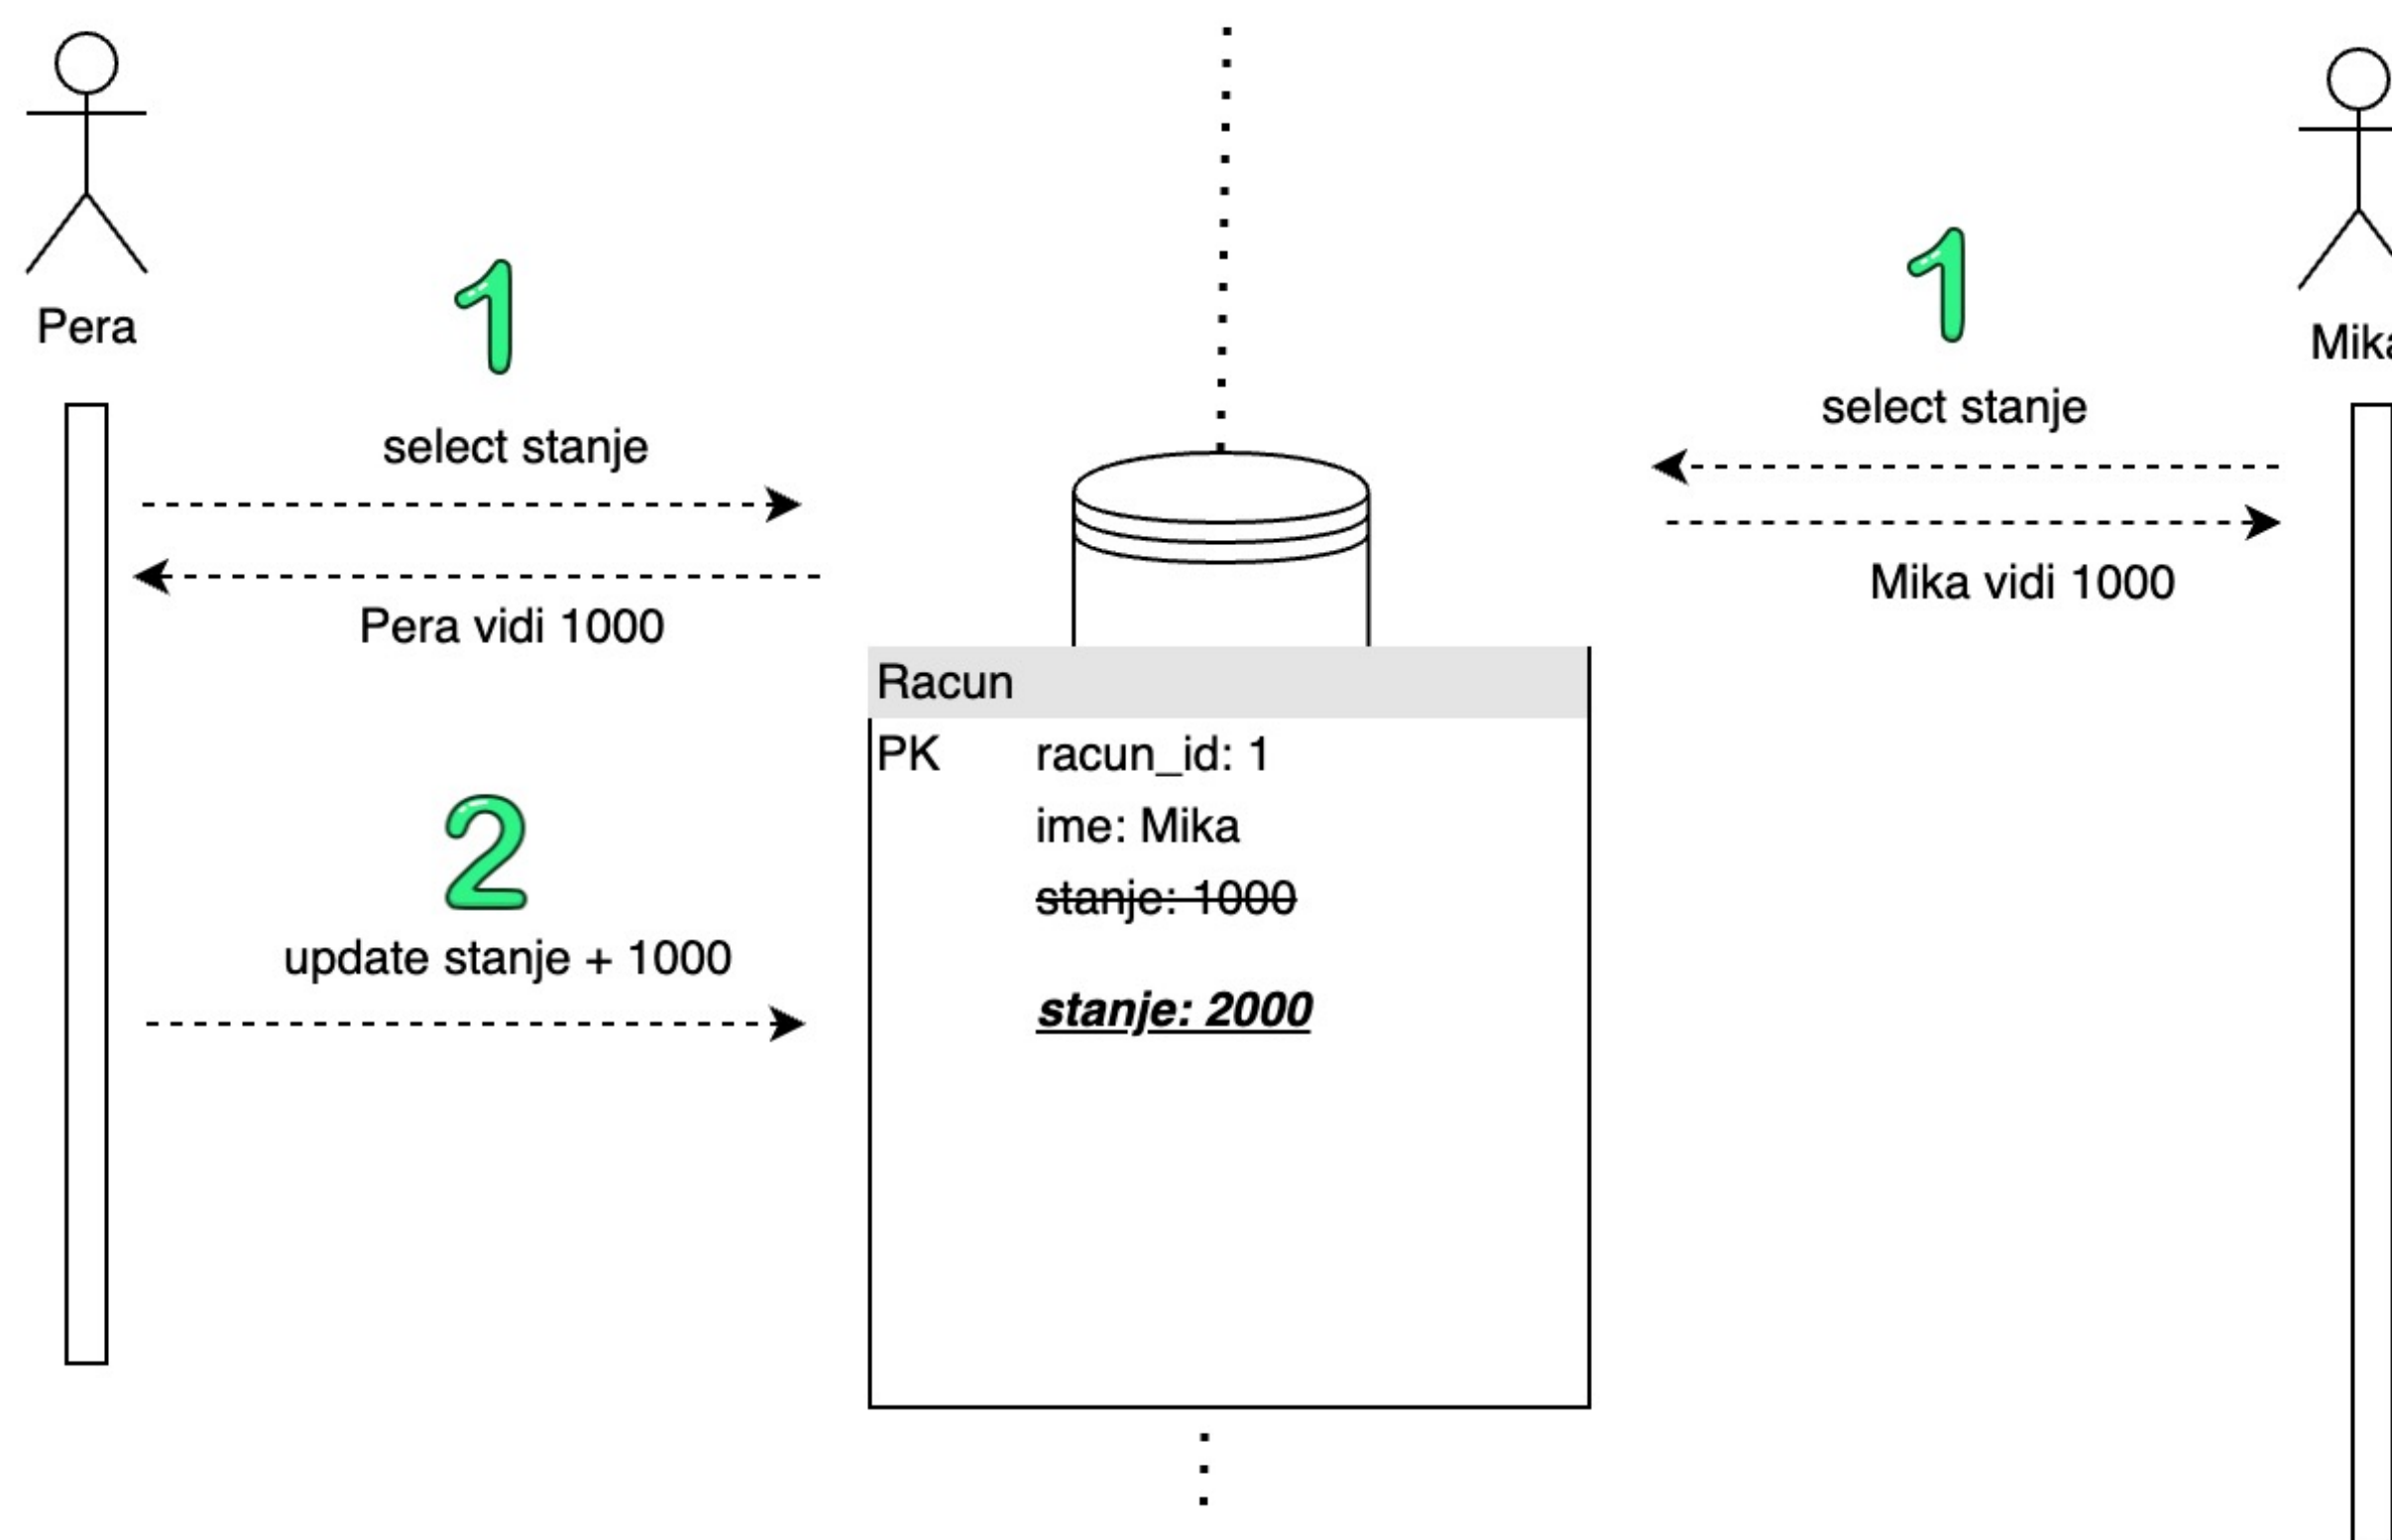 Pera
1
select stanje
Pera vidi 1000
2
update stanje + 1000
Racun
PK racun_id: 1
ime: Mika
stanje: 1000
stanje: 2000
1
select stanje
Mika vidi 1000
Mika